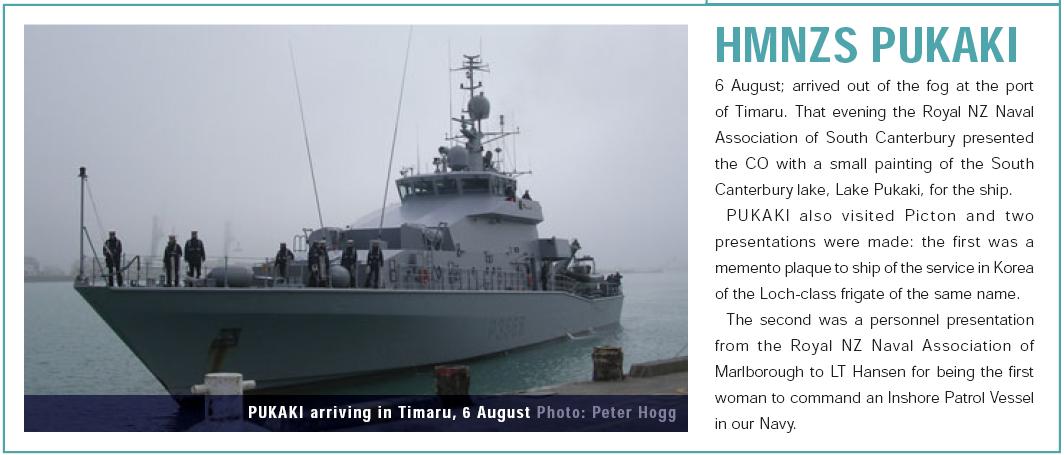 HMNZS PUKAKI
6 August; arrived out of the fog at the port
of Timaru. That evening the Royal NZ Naval
Association of South Canterbury presented
the CO with a small painting of the South
Canterbury lake, Lake Pukaki, for the ship.
PUKAKI also visited Picton and two
presentations were made: the first was a
memento plaque to ship of the service in Korea
of the Loch-class frigate of the same name.
The second was a personnel presentation
from the Royal NZ Naval Association of
Marlborough to LT Hansen for being the first
woman to command an Inshore Patrol Vessel
in our Navy.
PUKAKI arriving in Timaru, 6 August Photo: Peter Hogg